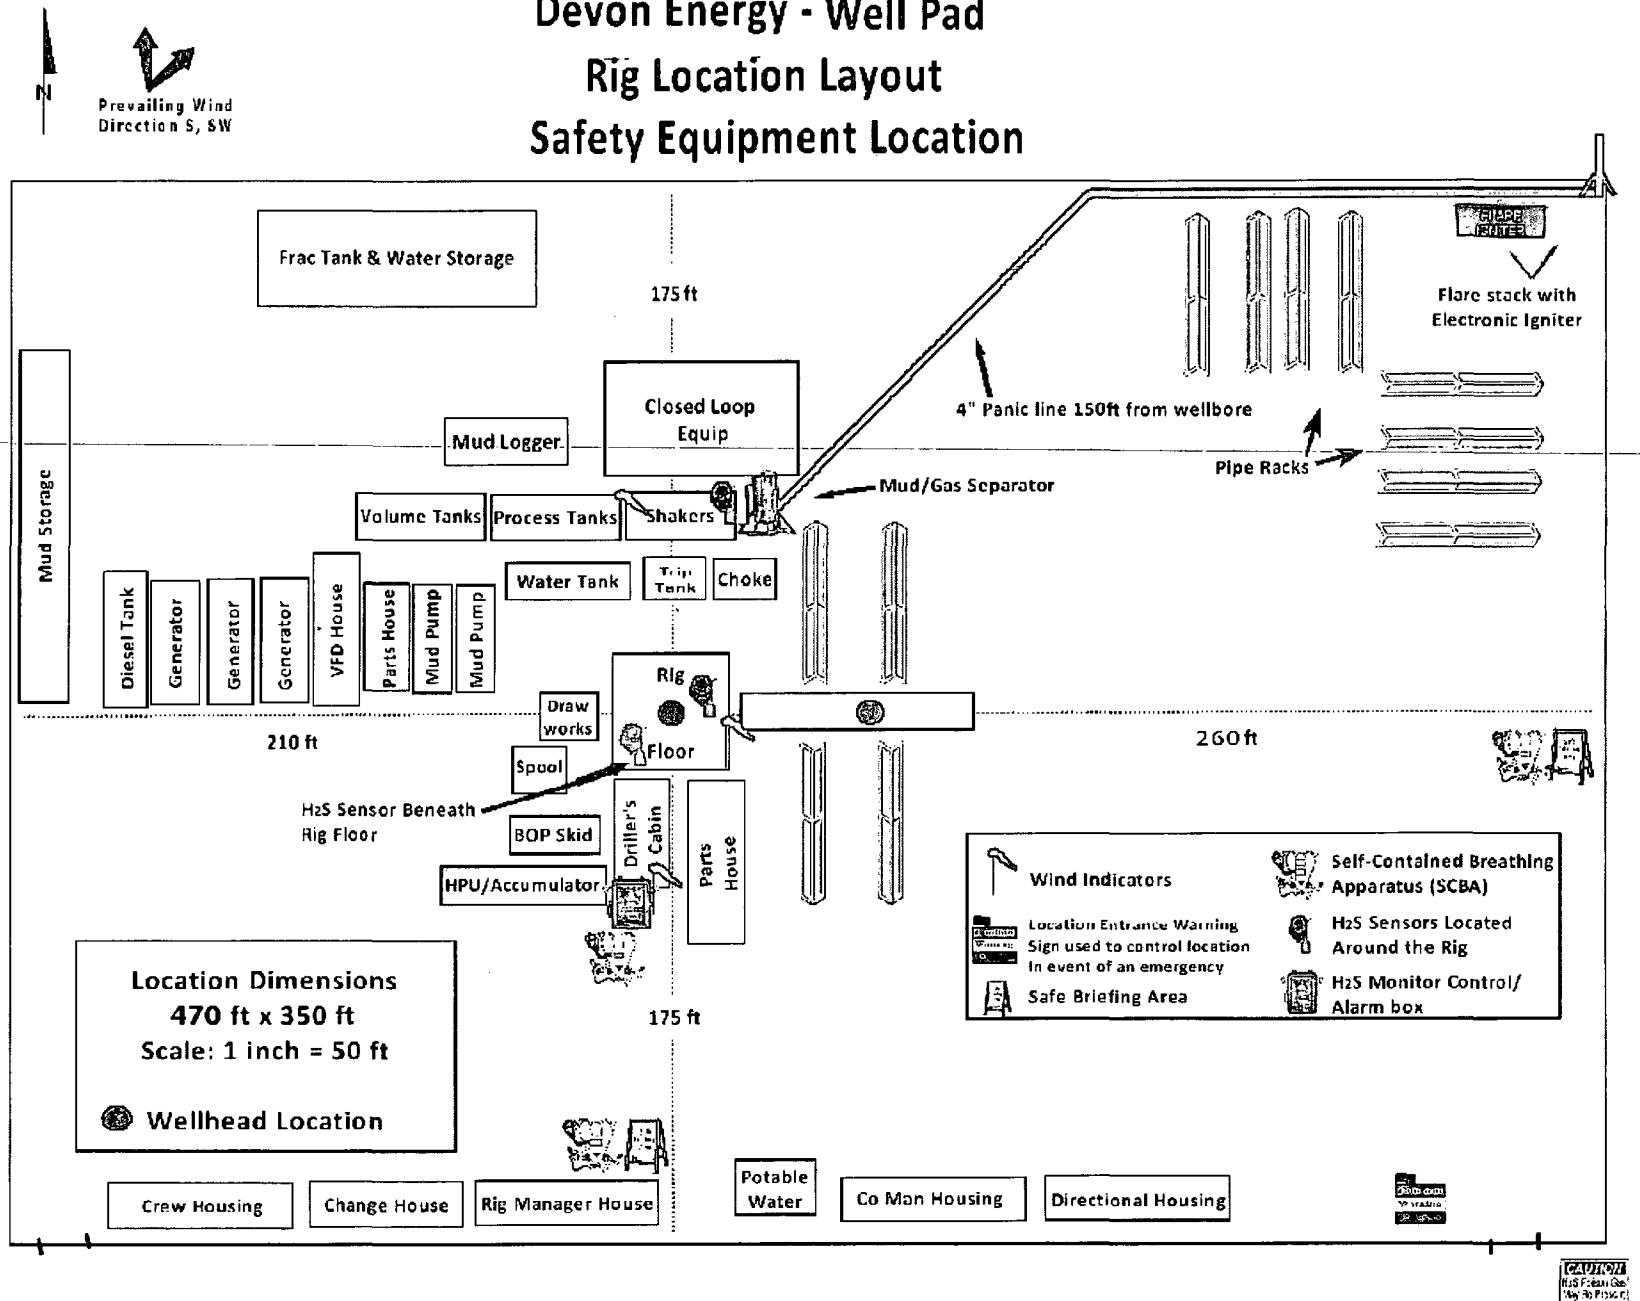 Devon Energy - Well Pad
Rig Location Layout
Safety Equipment Location
N
Prevailing Wind
Direction S, SW
Frac Tank & Water Storage
175 ft
FLARE
IGNITER
Flare stack with
Electronic Igniter
Closed Loop
Equip
4" Panic line 150ft from wellbore
Mud Logger
Pipe Racks
Mud/Gas Separator
Mud Storage
Volume Tanks
Process Tanks
Shakers
Water Tank
Trip
Tank
Choke
Diesel Tank
Generator
Generator
Generator
VFD House
Parts House
Mud Pump
Mud Pump
Rig
Floor
Draw
works
210 ft
260 ft
Spool
H2S Sensor Beneath
Rig Floor
BOP Skid
Driller's
Cabin
Parts
House
HPU/Accumulator
Wind Indicators
Self-Contained Breathing
Apparatus (SCBA)
Location Entrance Warning
Sign used to control location
in event of an emergency
H2S Sensors Located
Around the Rig
Safe Briefing Area
H2S Monitor Control/
Alarm box
Location Dimensions
470 ft x 350 ft
Scale: 1 inch = 50 ft
Wellhead Location
175 ft
Crew Housing
Change House
Rig Manager House
Potable
Water
Co Man Housing
Directional Housing
CAUTION